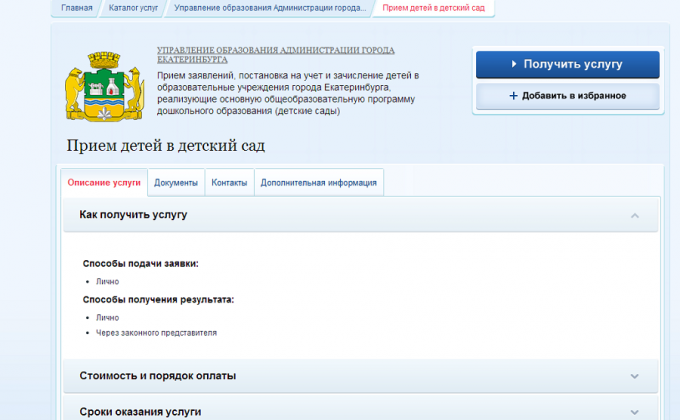 Главная
Каталог услуг
Управление образования Администрации города...
Прием детей в детский сад
УПРАВЛЕНИЕ ОБРАЗОВАНИЯ АДМИНИСТРАЦИИ ГОРОДА
ЕКАТЕРИНБУРГА
Прием заявлений, постановка на учет и зачисление детей в
образовательные учреждения города Екатеринбурга,
реализующие основную общеобразовательную программу
дошкольного образования (детские сады)
Получить услугу
+ Добавить в избранное
Прием детей в детский сад
Описание услуги
Документы
Контакты
Дополнительная информация
Как получить услугу
Способы подачи заявки:
• Лично
Способы получения результата:
• Лично
• Через законного представителя
Стоимость и порядок оплаты
Сроки оказания услуги